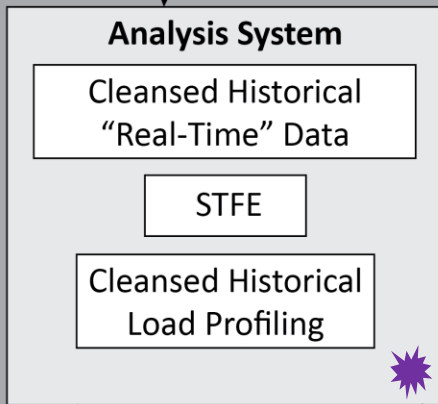 Analysis System
Cleansed Historical
“Real-Time” Data
STFE
Cleansed Historical
Load Profiling